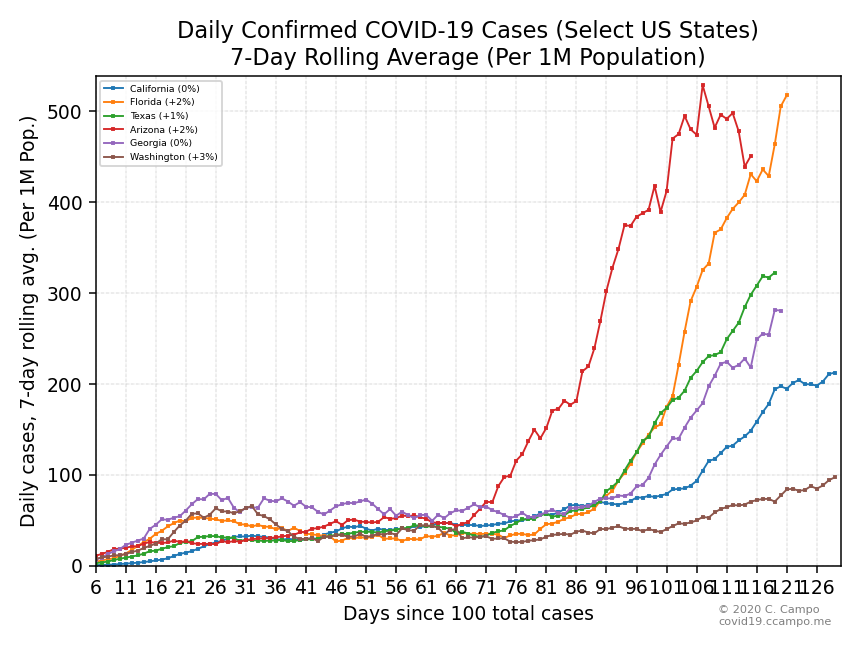 Daily Confirmed COVID-19 Cases (Select US States)
7-Day Rolling Average (Per 1M Population)
Daily cases, 7-day rolling avg. (Per 1M Pop.)
500
400
300
200
100
0
California (0%)
Florida (+2%)
Texas (+1%)
Arizona (+2%)
Georgia (0%)
Washington (+3%)
6 11 16 21 26 31 36 41 46 51 56 61 66 71 76 81 86 91 96 101 106 111 116 121 126
Days since 100 total cases
© 2020 C. Campo
covid19.ccampo.me